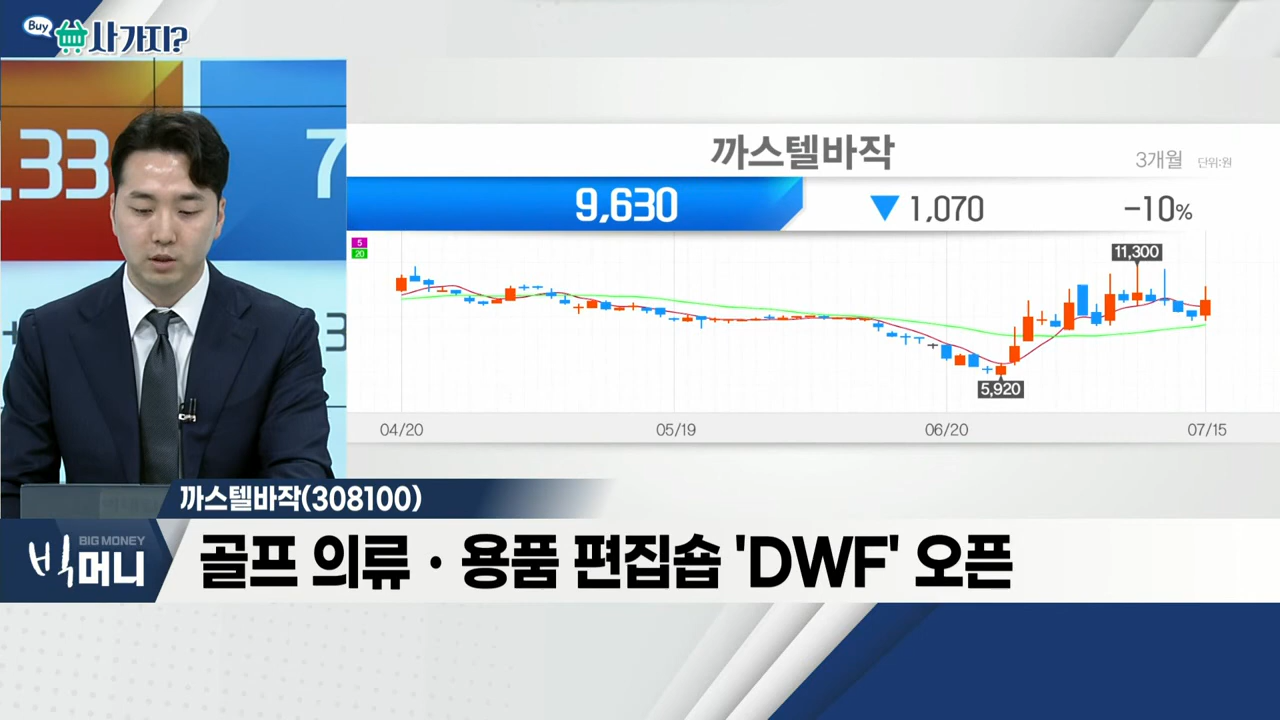 Buy
사가지?
.33
7
까스텔바작
3개월 단위:원
9,630 ▼1,070 -10%
5
20
11,300
5,920
04/20 05/19 06/20 07/15
+
3
까스텔바작(308100)
BIG MONEY
빅머니
골프 의류·용품 편집숍 'DWF' 오픈